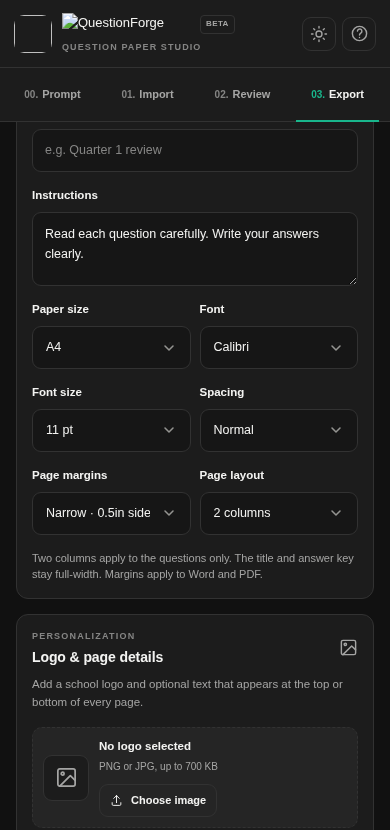 QuestionForge
BETA
QUESTION PAPER STUDIO
00. Prompt
01. Import
02. Review
03. Export
e.g. Quarter 1 review
Instructions
Read each question carefully. Write your answers
clearly.
Paper size
Font
A4
Calibri
Font size
Spacing
11 pt
Normal
Page margins
Page layout
Narrow · 0.5in side
2 columns
Two columns apply to the questions only. The title and answer key
stay full-width. Margins apply to Word and PDF.
PERSONALIZATION
Logo & page details
Add a school logo and optional text that appears at the top or
bottom of every page.
No logo selected
PNG or JPG, up to 700 KB
Choose image